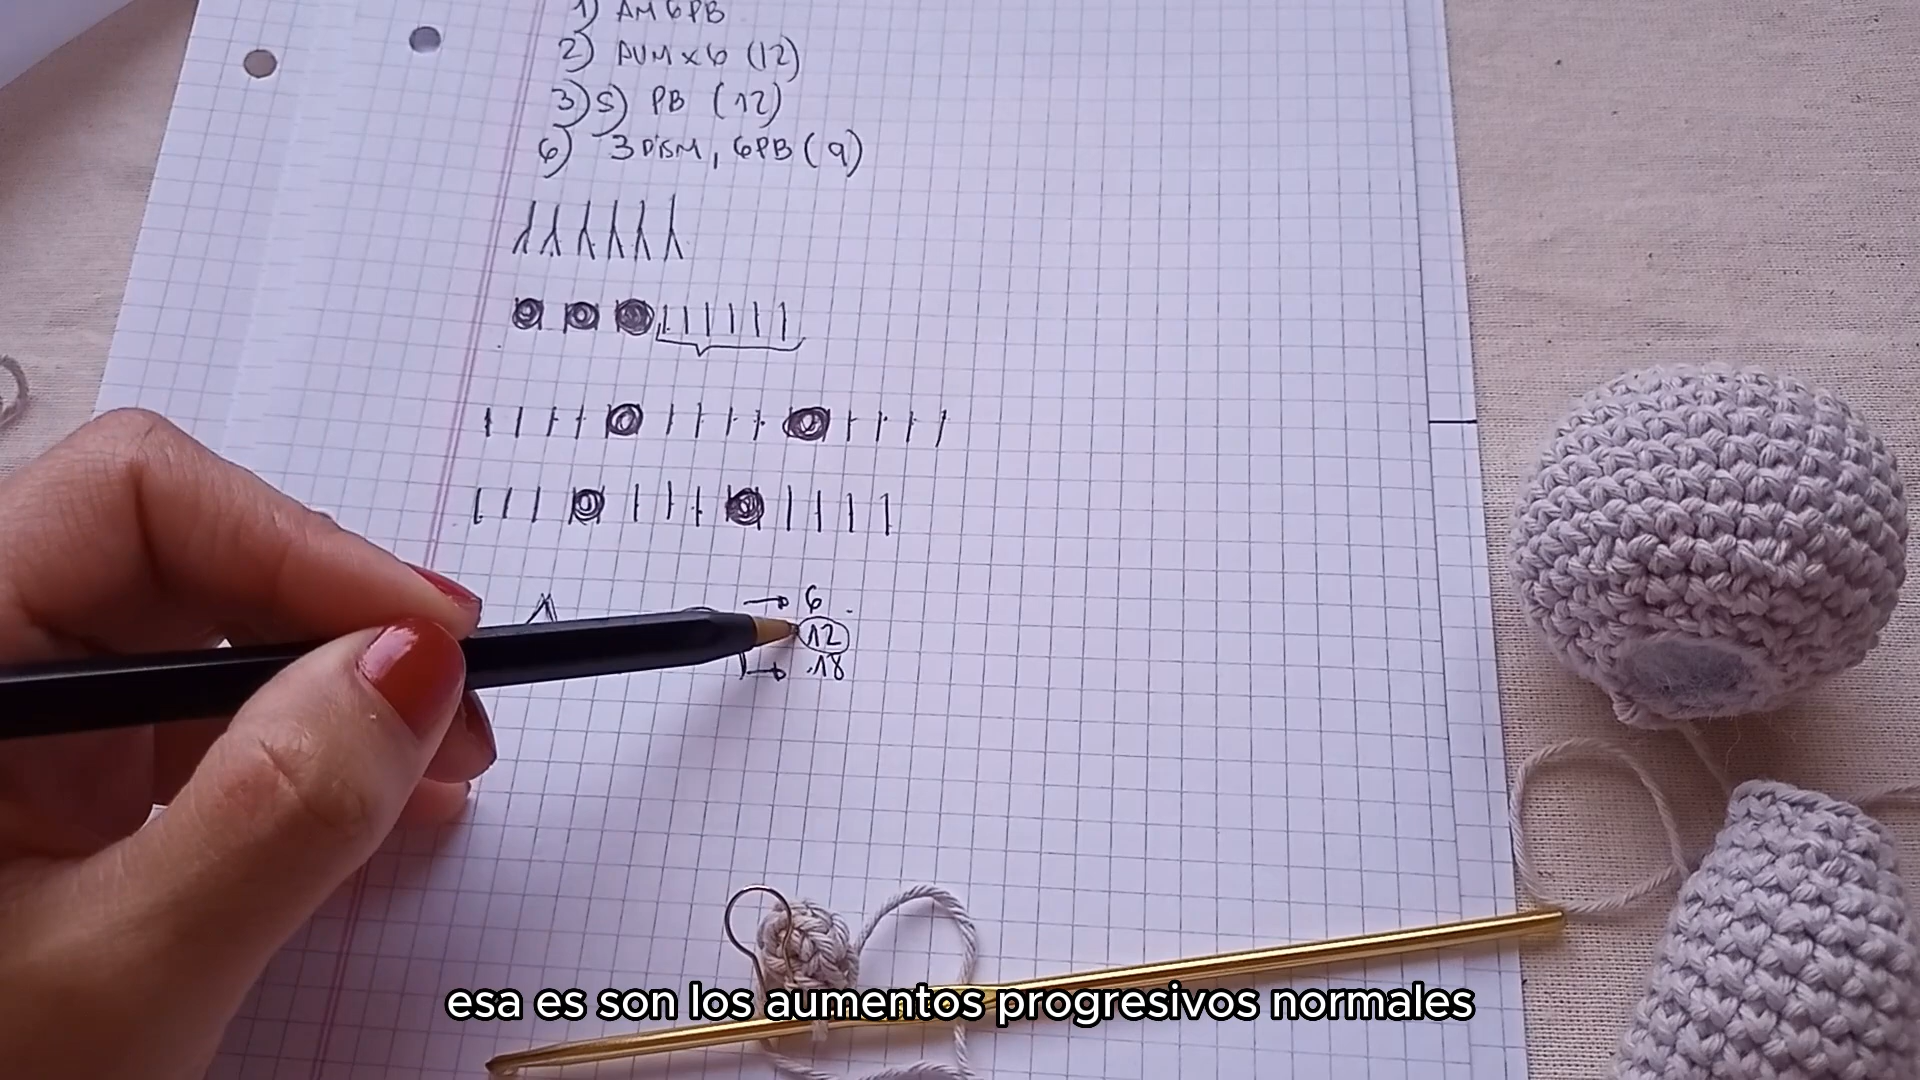 1) AM 6PB
2) AUM x 6 (12)
3)5) PB (12)
6) 3 DISM, 6PB (9)
→ 6
12
→ 18
esa es son los aumentos progresivos normales